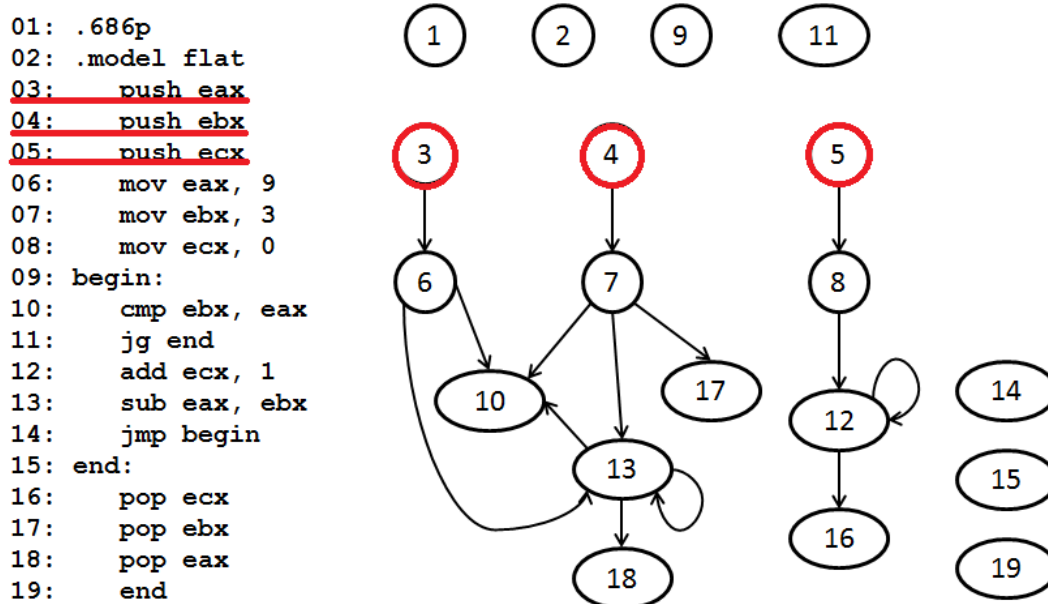 01: .686p
02: .model flat
03: push eax
04: push ebx
05: push ecx
06: mov eax, 9
07: mov ebx, 3
08: mov ecx, 0
09: begin:
10: cmp ebx, eax
11: jg end
12: add ecx, 1
13: sub eax, ebx
14: jmp begin
15: end:
16: pop ecx
17: pop ebx
18: pop eax
19: end
1 2 9 11
3 4 5
6 7 8
10 17 12 14
13 15
16
18 19